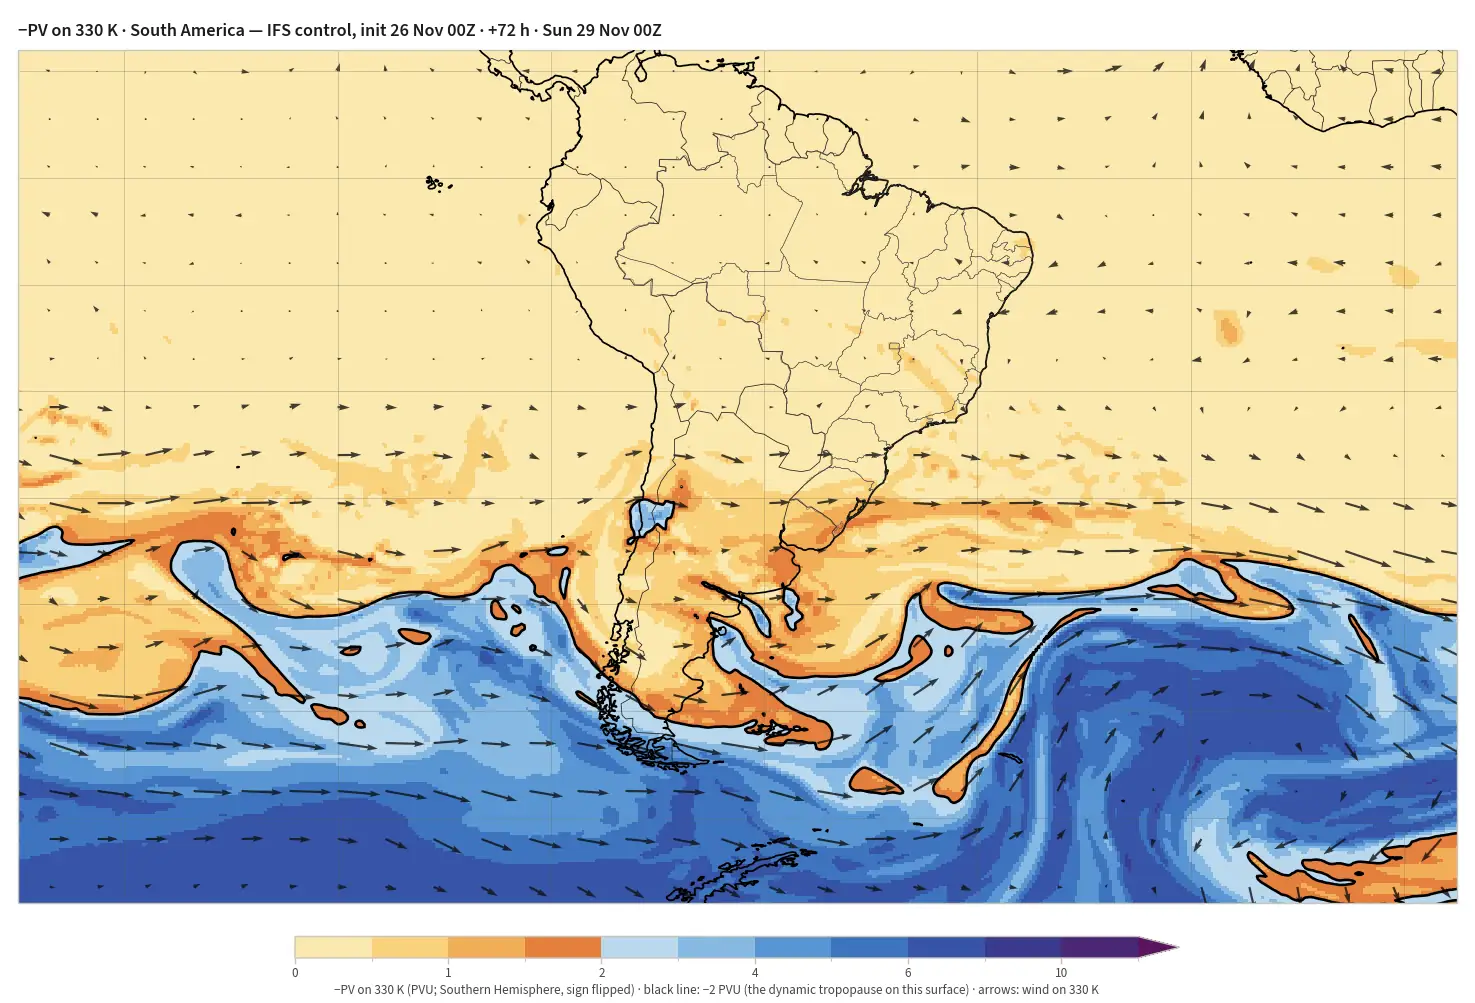 −PV on 330 K · South America — IFS control, init 26 Nov 00Z · +72 h · Sun 29 Nov 00Z
0 1 2 4 6 10
−PV on 330 K (PVU; Southern Hemisphere, sign flipped) · black line: −2 PVU (the dynamic tropopause on this surface) · arrows: wind on 330 K